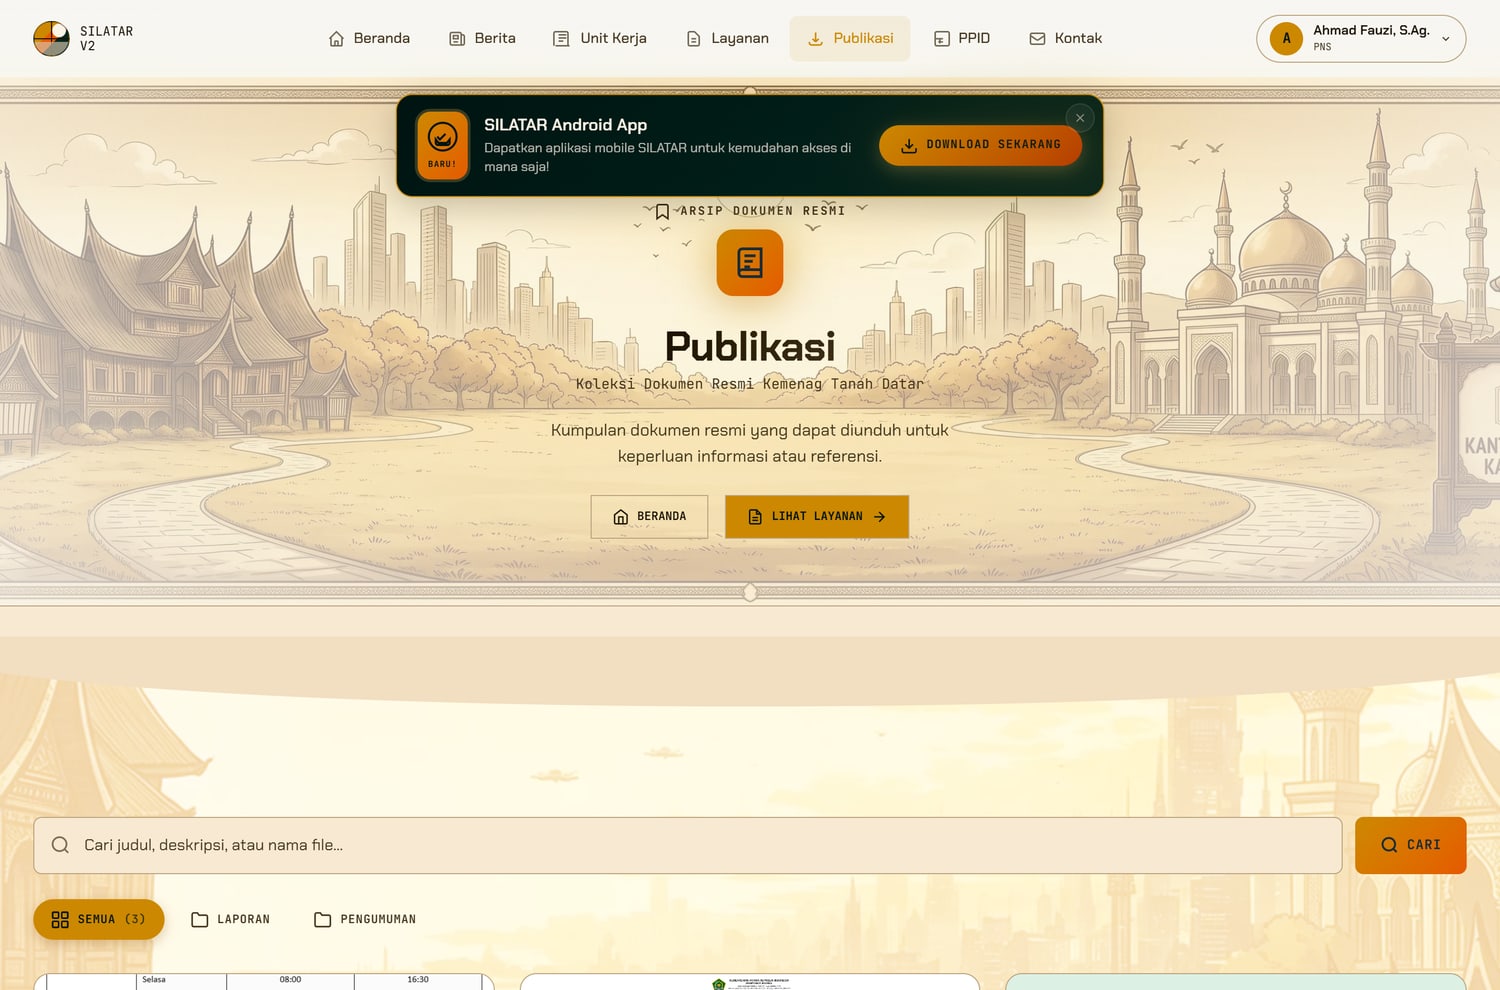 SILATAR
V2
Beranda
Berita
Unit Kerja
Layanan
Publikasi
PPID
Kontak
A
Ahmad Fauzi, S.Ag.
PNS
BARU!
SILATAR Android App
Dapatkan aplikasi mobile SILATAR untuk kemudahan akses di
mana saja!
DOWNLOAD SEKARANG
ARSIP DOKUMEN RESMI
Publikasi
Koleksi Dokumen Resmi Kemenag Tanah Datar
Kumpulan dokumen resmi yang dapat diunduh untuk
keperluan informasi atau referensi.
BERANDA
LIHAT LAYANAN
Cari judul, deskripsi, atau nama file...
CARI
SEMUA (3)
LAPORAN
PENGUMUMAN
Selasa
08:00
16:30